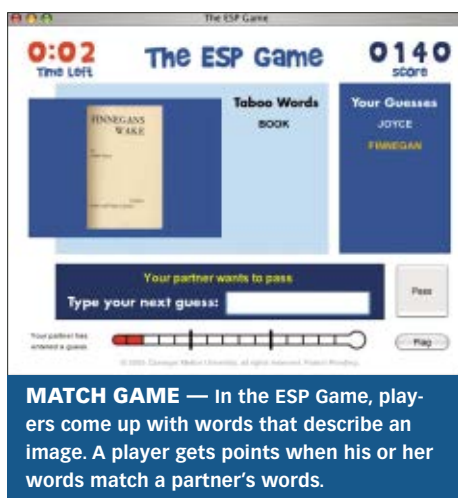 The ESP Game
0:02 The ESP Game 0140
Time Left score
Taboo Words Your Guesses
BOOK JOYCE
FINNEGAN
FINNEGANS
WAKE
Your partner wants to pass
Type your next guess: Pass
Your partner has
entered a guess. Flag
MATCH GAME — In the ESP Game, play-
ers come up with words that describe an
image. A player gets points when his or her
words match a partner's words.